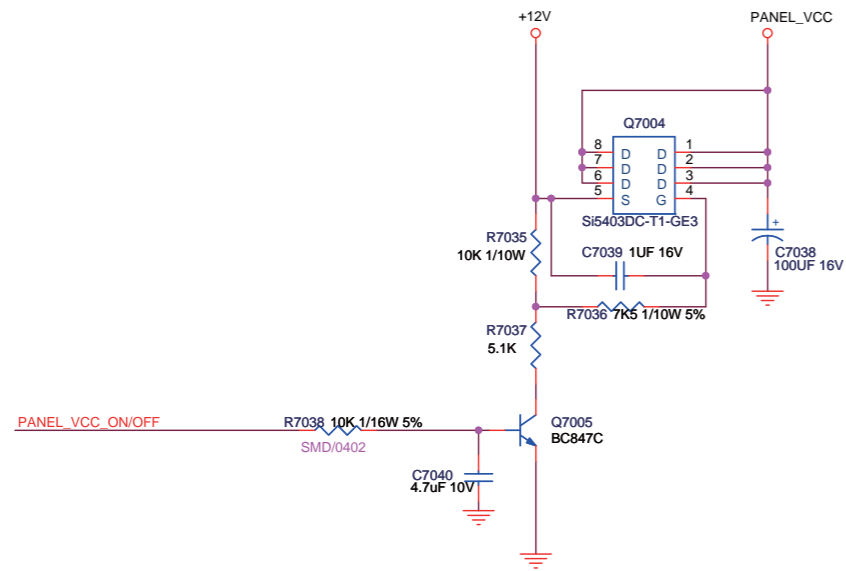 +12V
PANEL_VCC
Q7004
8 D D 1
7 D D 2
6 D D 3
5 S G 4
Si5403DC-T1-GE3
R7035
10K 1/10W
C7039 1UF 16V
C7038
100UF 16V
+
R7036 7K5 1/10W 5%
R7037
5.1K
PANEL_VCC_ON/OFF
R7038 10K 1/16W 5%
SMD/0402
Q7005
BC847C
C7040
4.7uF 10V